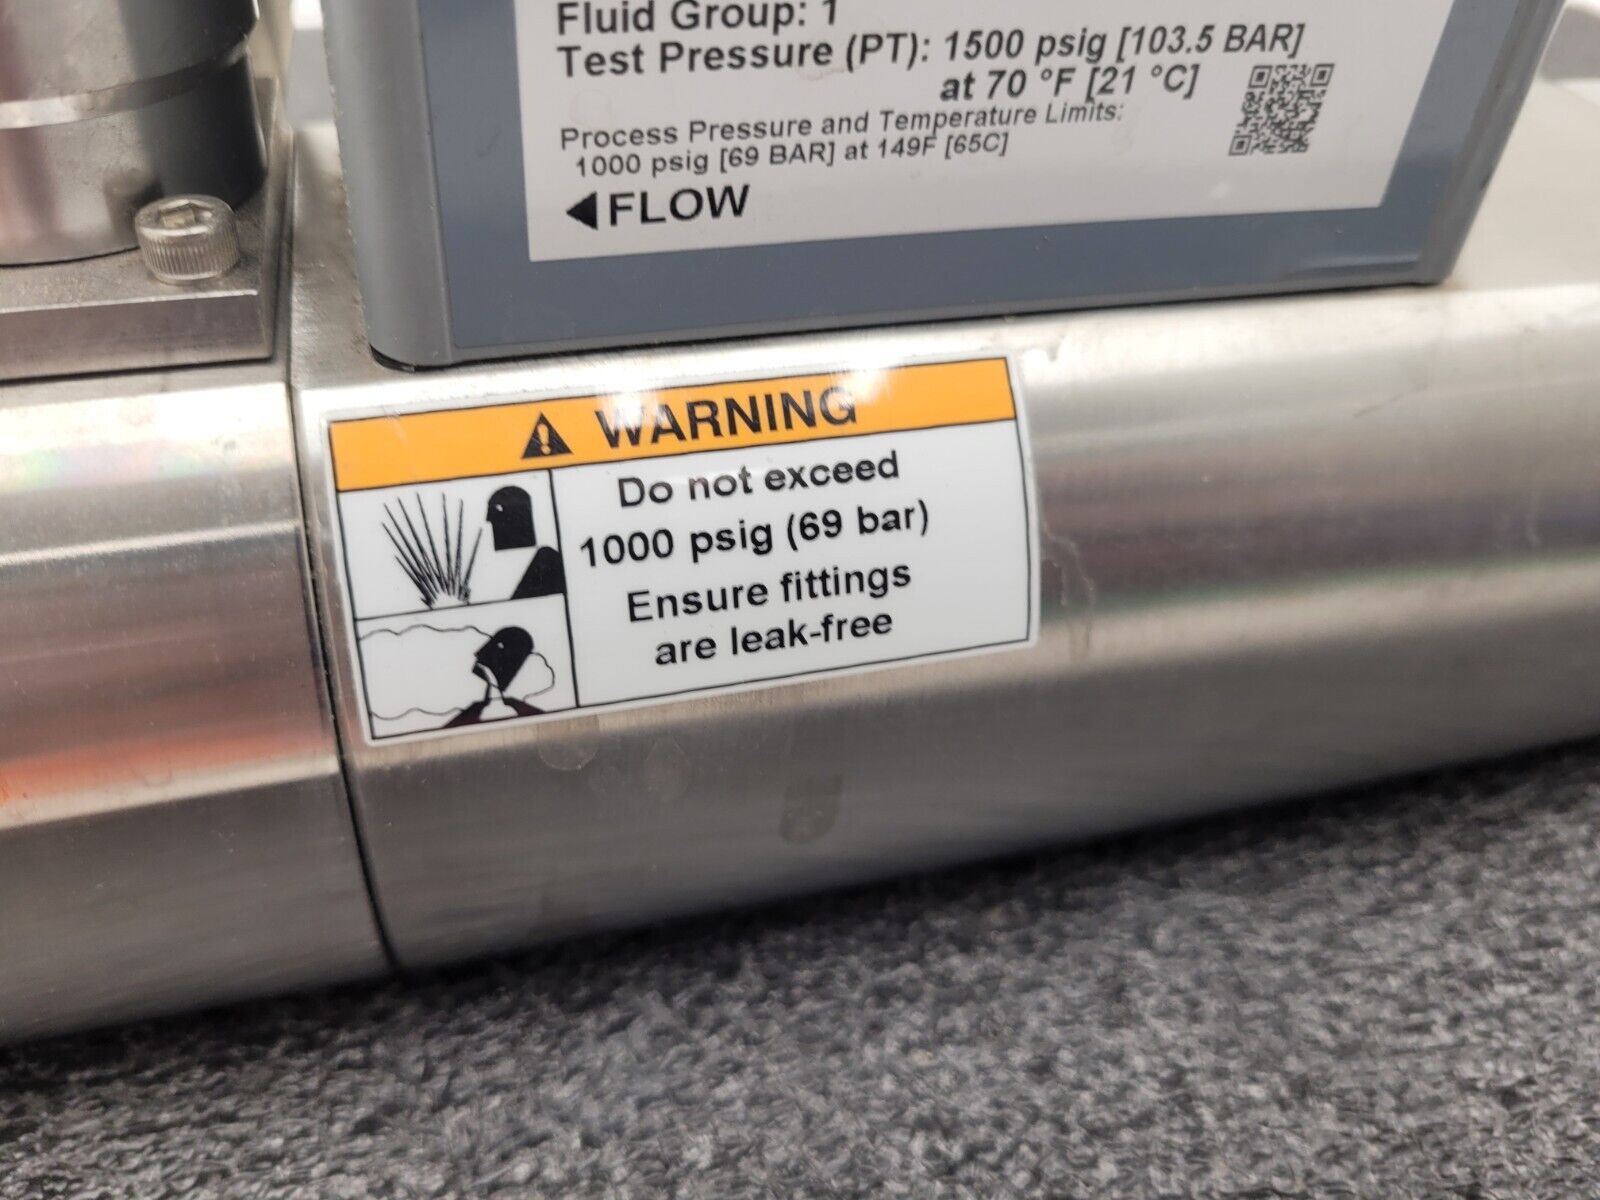 Fluid Group: 1
Test Pressure (PT): 1500 psig [103.5 BAR]
at 70 °F [21 °C]
Process Pressure and Temperature Limits:
1000 psig [69 BAR] at 149F [65C]
◀FLOW
WARNING
Do not exceed
1000 psig (69 bar)
Ensure fittings
are leak-free